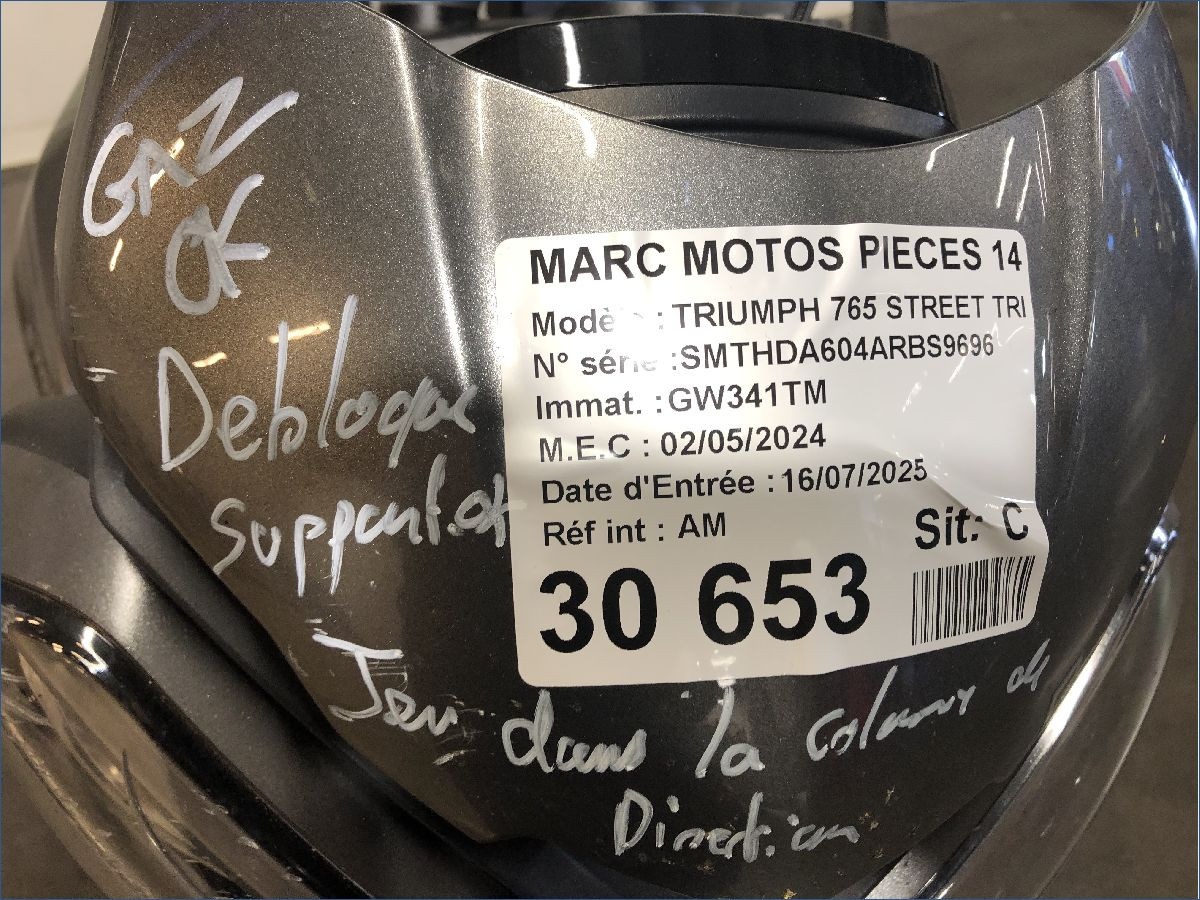 GAZ
OK
Debloque
support.ok
MARC MOTOS PIECES 14
Modè : TRIUMPH 765 STREET TRI
N° série :SMTHDA604ARBS9696
Immat. :GW341TM
M.E.C : 02/05/2024
Date d'Entrée :16/07/2025
Réf int : AM
Sit: C
30 653
Jeu dans la colonne de
Direction